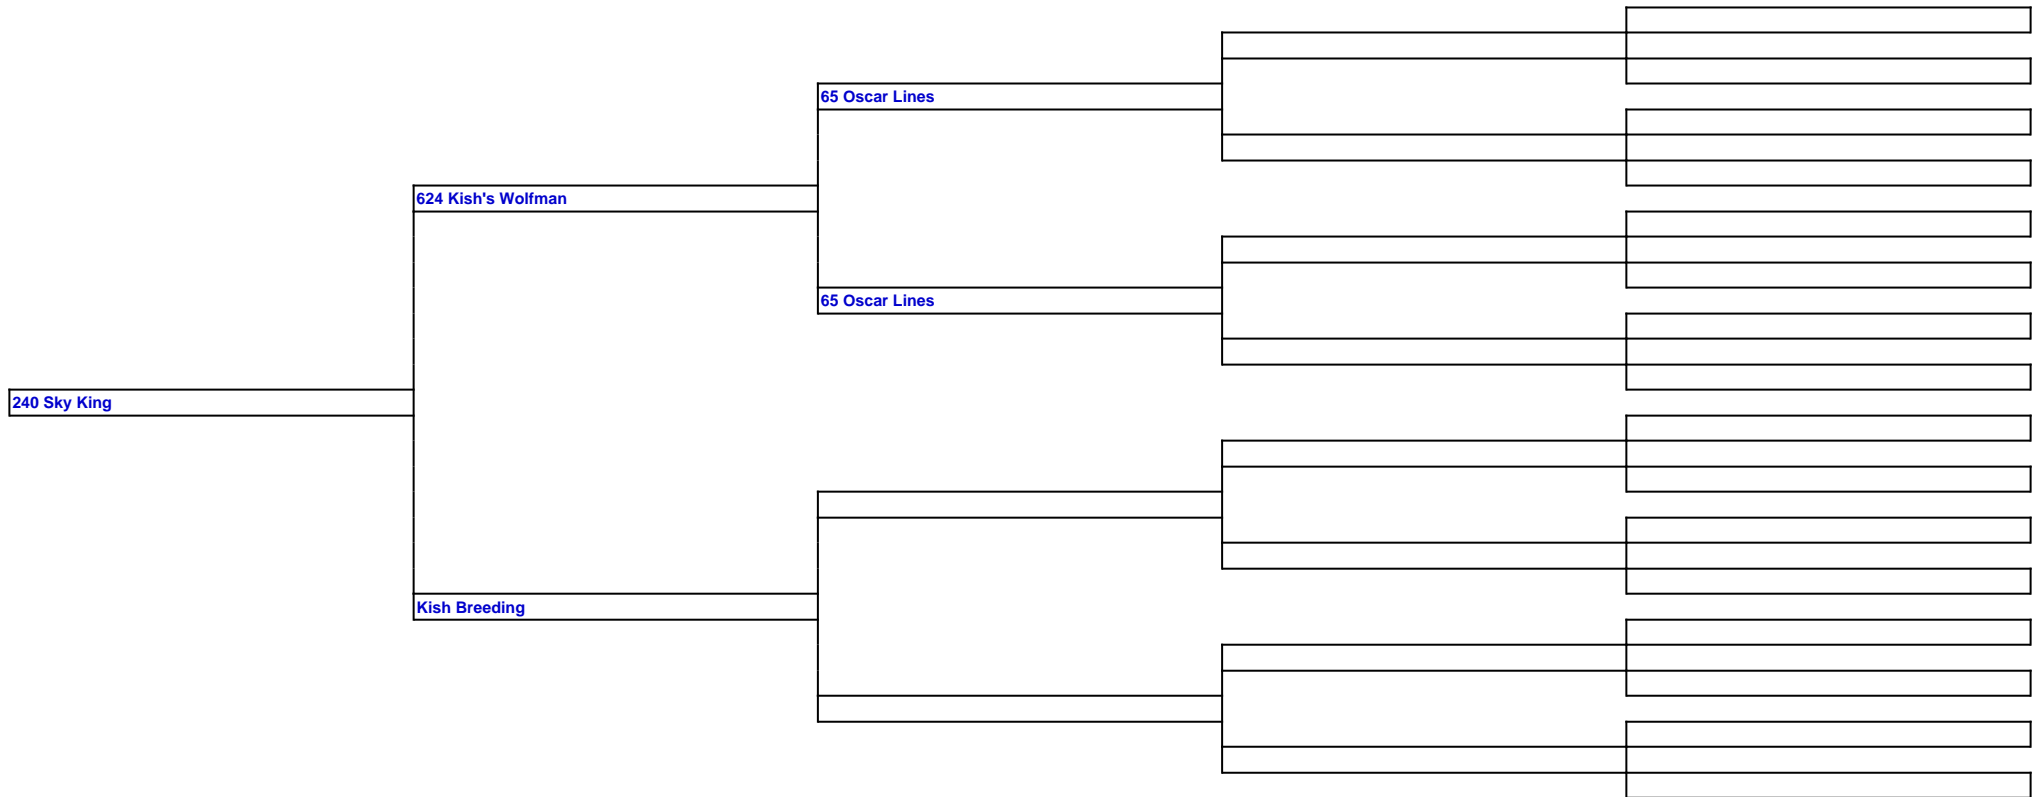 65 Oscar Lines
624 Kish's Wolfman
65 Oscar Lines
240 Sky King
Kish Breeding